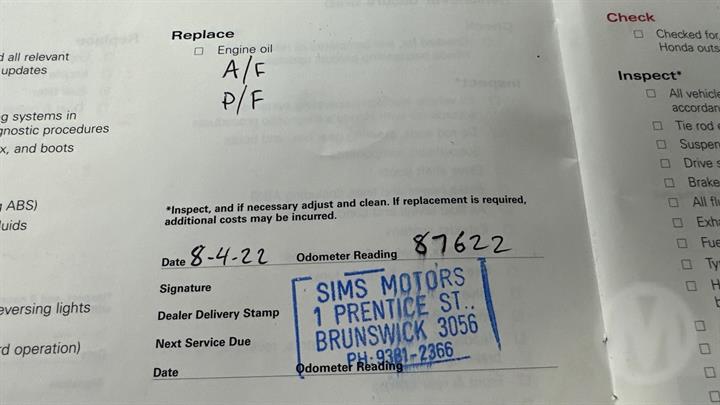 d all relevant
updates
g systems in
gnostic procedures
x, and boots
g ABS)
luids
eversing lights
rd operation)
Replace
☐ Engine oil
A/F
P/F
*Inspect, and if necessary adjust and clean. If replacement is required,
additional costs may be incurred.
Date 8-4-22 Odometer Reading 87622
Signature
Dealer Delivery Stamp
Next Service Due
SIMS MOTORS
1 PRENTICE ST..
BRUNSWICK 3056
PH: 9381-2366
Date Odometer Reading
Check
☐ Checked for
Honda outs
Inspect*
☐ All vehicle
accordan
☐ Tie rod
☐ Suspen
☐ Drive s
☐ Brake
☐ All flu
☐ Exha
☐ Fue
☐ Ty
☐ H
M